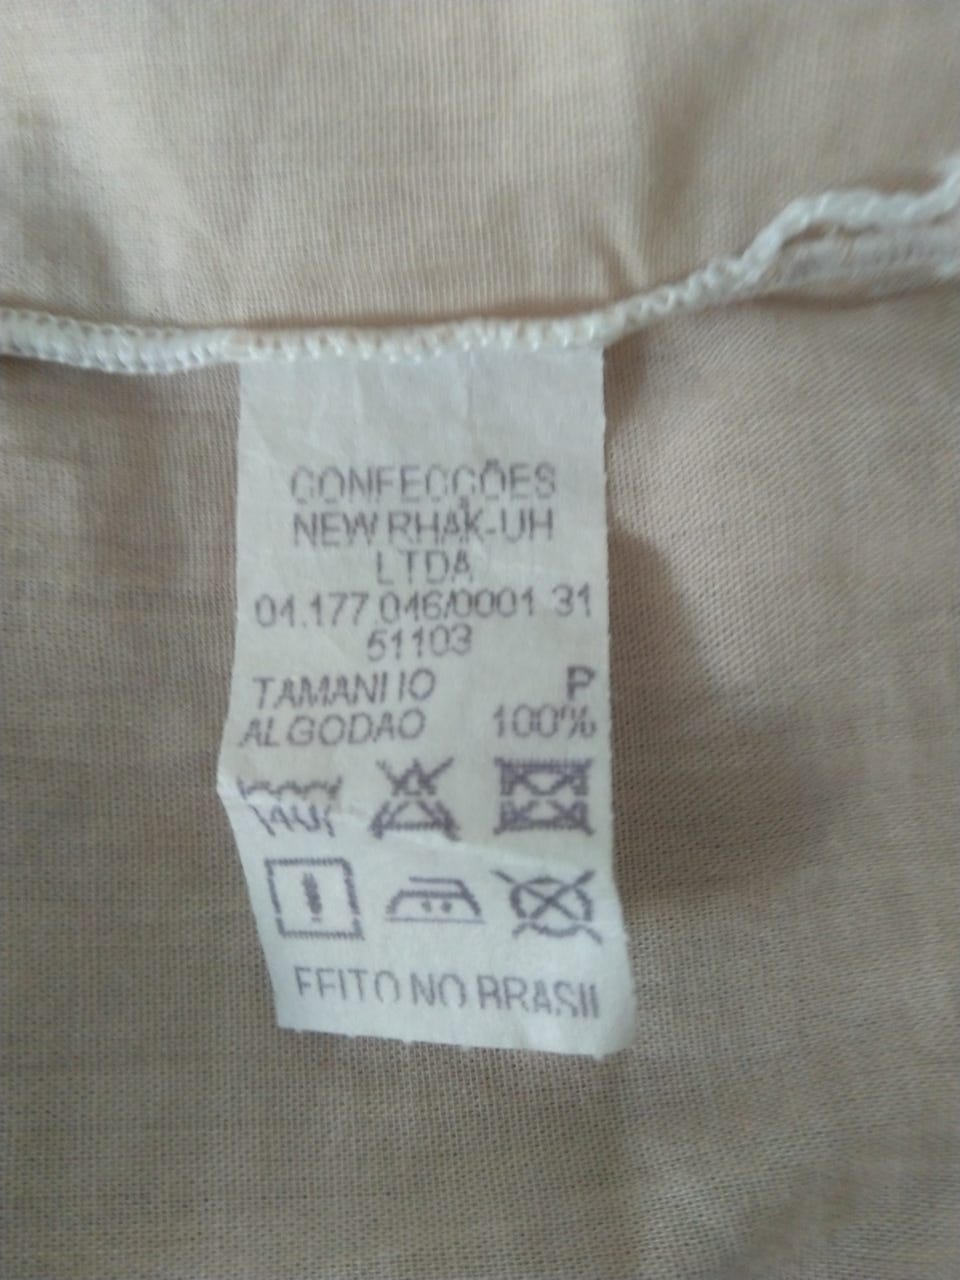 CONFECÇÕES
NEW RHAK-UH
LTDA
01.177.046/0001 31
51103
TAMANHO P
ALGODAO 100%
FEITO NO BRASIL